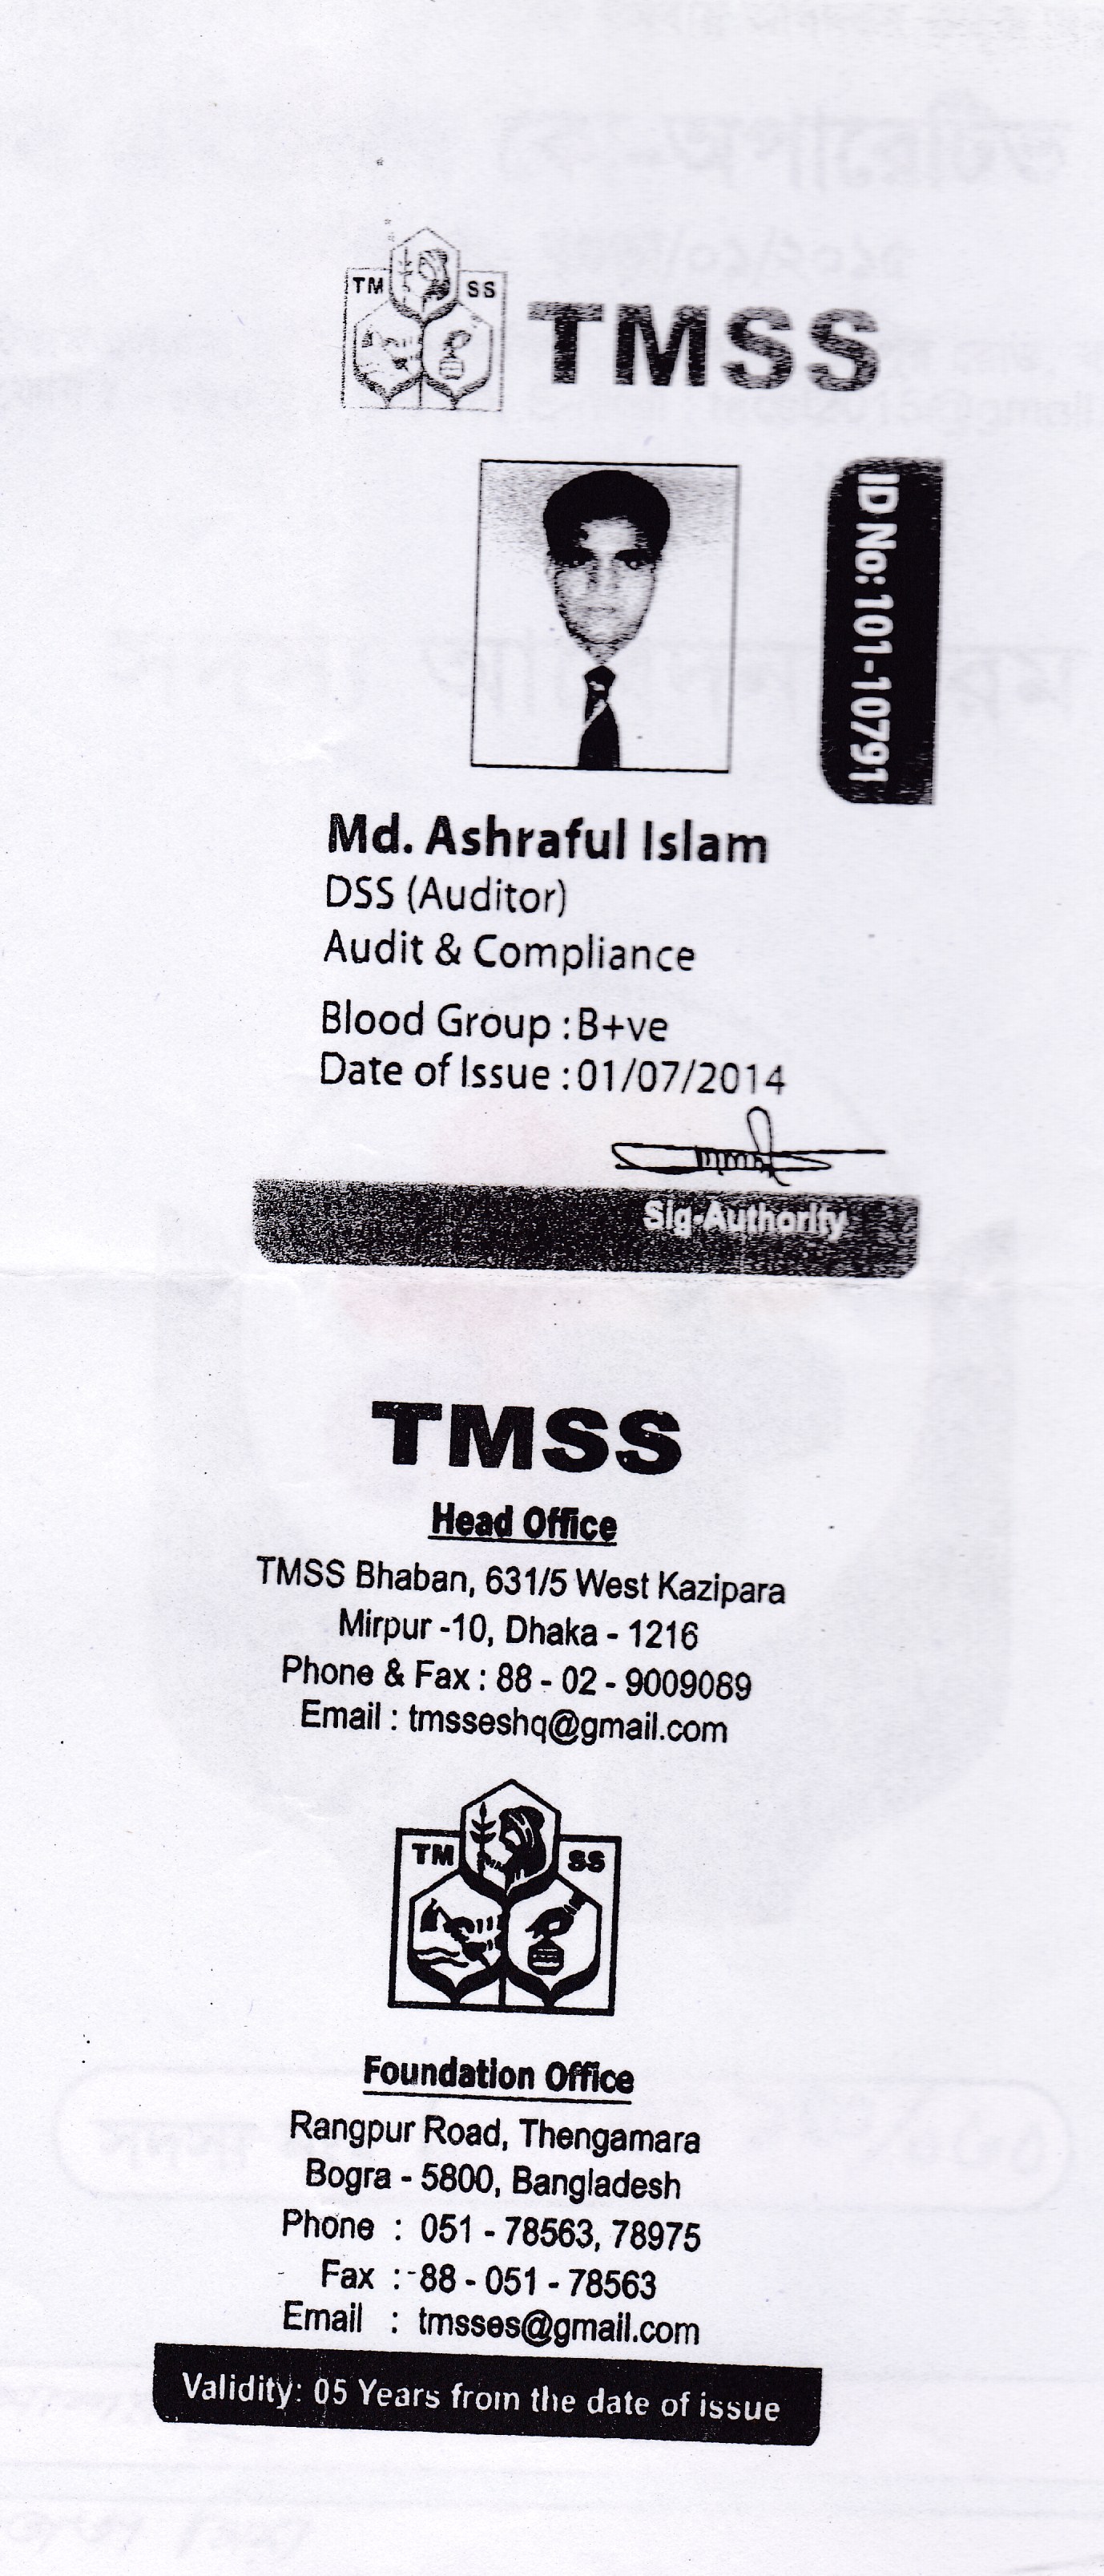 TM SS
TMSS
ID No: 101-10791
Md. Ashraful Islam
DSS (Auditor)
Audit & Compliance
Blood Group : B+ve
Date of Issue : 01/07/2014
Sig-Authority
TMSS
Head Office
TMSS Bhaban, 631/5 West Kazipara
Mirpur -10, Dhaka - 1216
Phone & Fax : 88 - 02 - 9009089
Email : tmsseshq@gmail.com
TM SS
Foundation Office
Rangpur Road, Thengamara
Bogra - 5800, Bangladesh
Phone : 051 - 78563, 78975
Fax : 88 - 051 - 78563
Email : tmsses@gmail.com
Validity: 05 Years from the date of issue